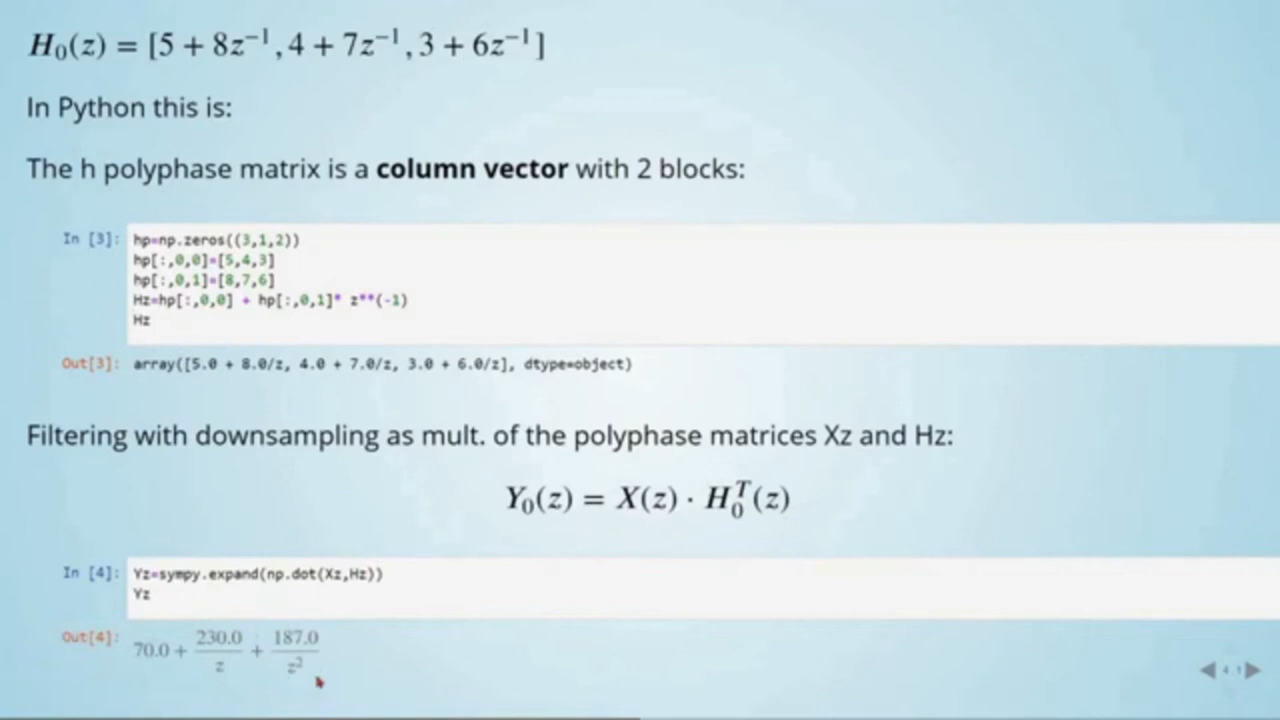 H₀(z) = [5 + 8z⁻¹, 4 + 7z⁻¹, 3 + 6z⁻¹]
In Python this is:
The h polyphase matrix is a column vector with 2 blocks:
In [3]: hp=np.zeros((3,1,2))
hp[:,0,0]=[5,4,3]
hp[:,0,1]=[8,7,6]
Hz=hp[:,0,0] + hp[:,0,1]* z**(-1)
Hz
Out[3]: array([5.0 + 8.0/z, 4.0 + 7.0/z, 3.0 + 6.0/z], dtype=object)
Filtering with downsampling as mult. of the polyphase matrices Xz and Hz:
Y₀(z) = X(z) · H₀ᵀ(z)
In [4]: Yz=sympy.expand(np.dot(Xz,Hz))
Yz
Out[4]: 70.0 + 230.0/z + 187.0/z²
4.1